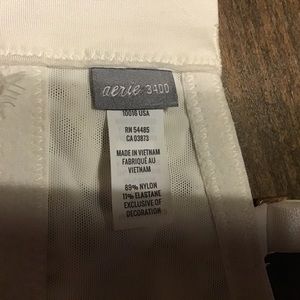 aerie 34DD
10018 USA
RN 54485
CA 03873
MADE IN VIETNAM
FABRIQUÉ AU
VIETNAM
89% NYLON
11% ELASTANE
EXCLUSIVE OF
DECORATION